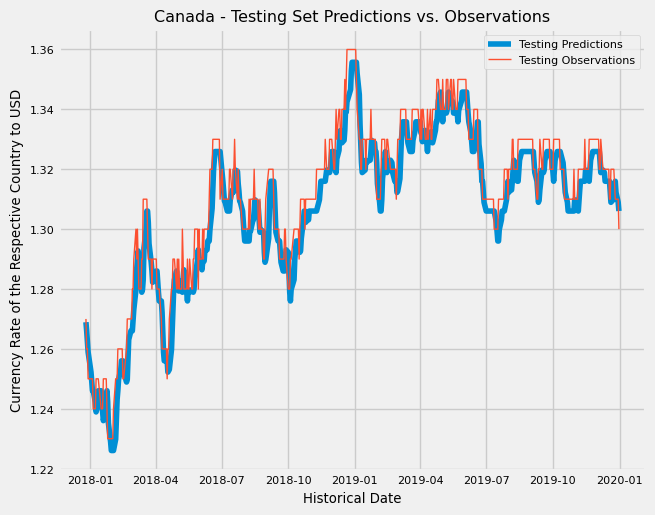 Canada - Testing Set Predictions vs. Observations
Testing Predictions
Testing Observations
Currency Rate of the Respective Country to USD
1.36
1.34
1.32
1.30
1.28
1.26
1.24
1.22
2018-01 2018-04 2018-07 2018-10 2019-01 2019-04 2019-07 2019-10 2020-01
Historical Date